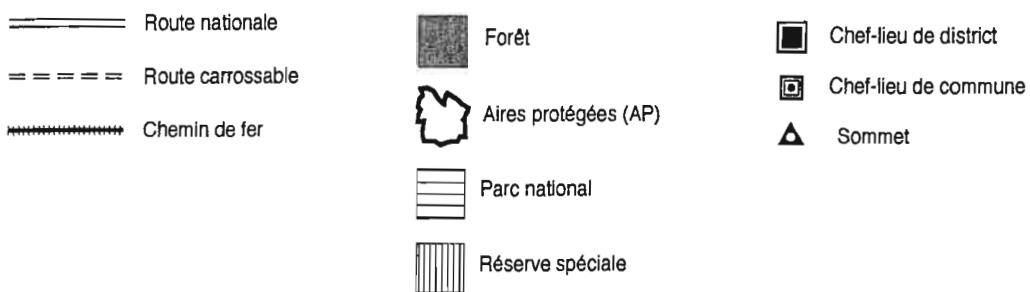 Route nationale
Route carrossable
Chemin de fer
Forêt
Aires protégées (AP)
Parc national
Réserve spéciale
Chef-lieu de district
Chef-lieu de commune
Sommet